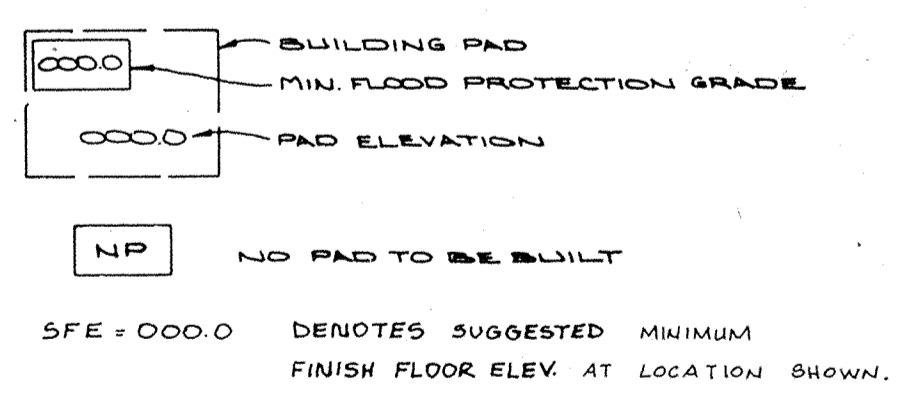 BUILDING PAD
000.0
MIN. FLOOD PROTECTION GRADE
000.0 PAD ELEVATION
NP NO PAD TO BE BUILT
SFE = 000.0 DENOTES SUGGESTED MINIMUM
FINISH FLOOR ELEV. AT LOCATION SHOWN.